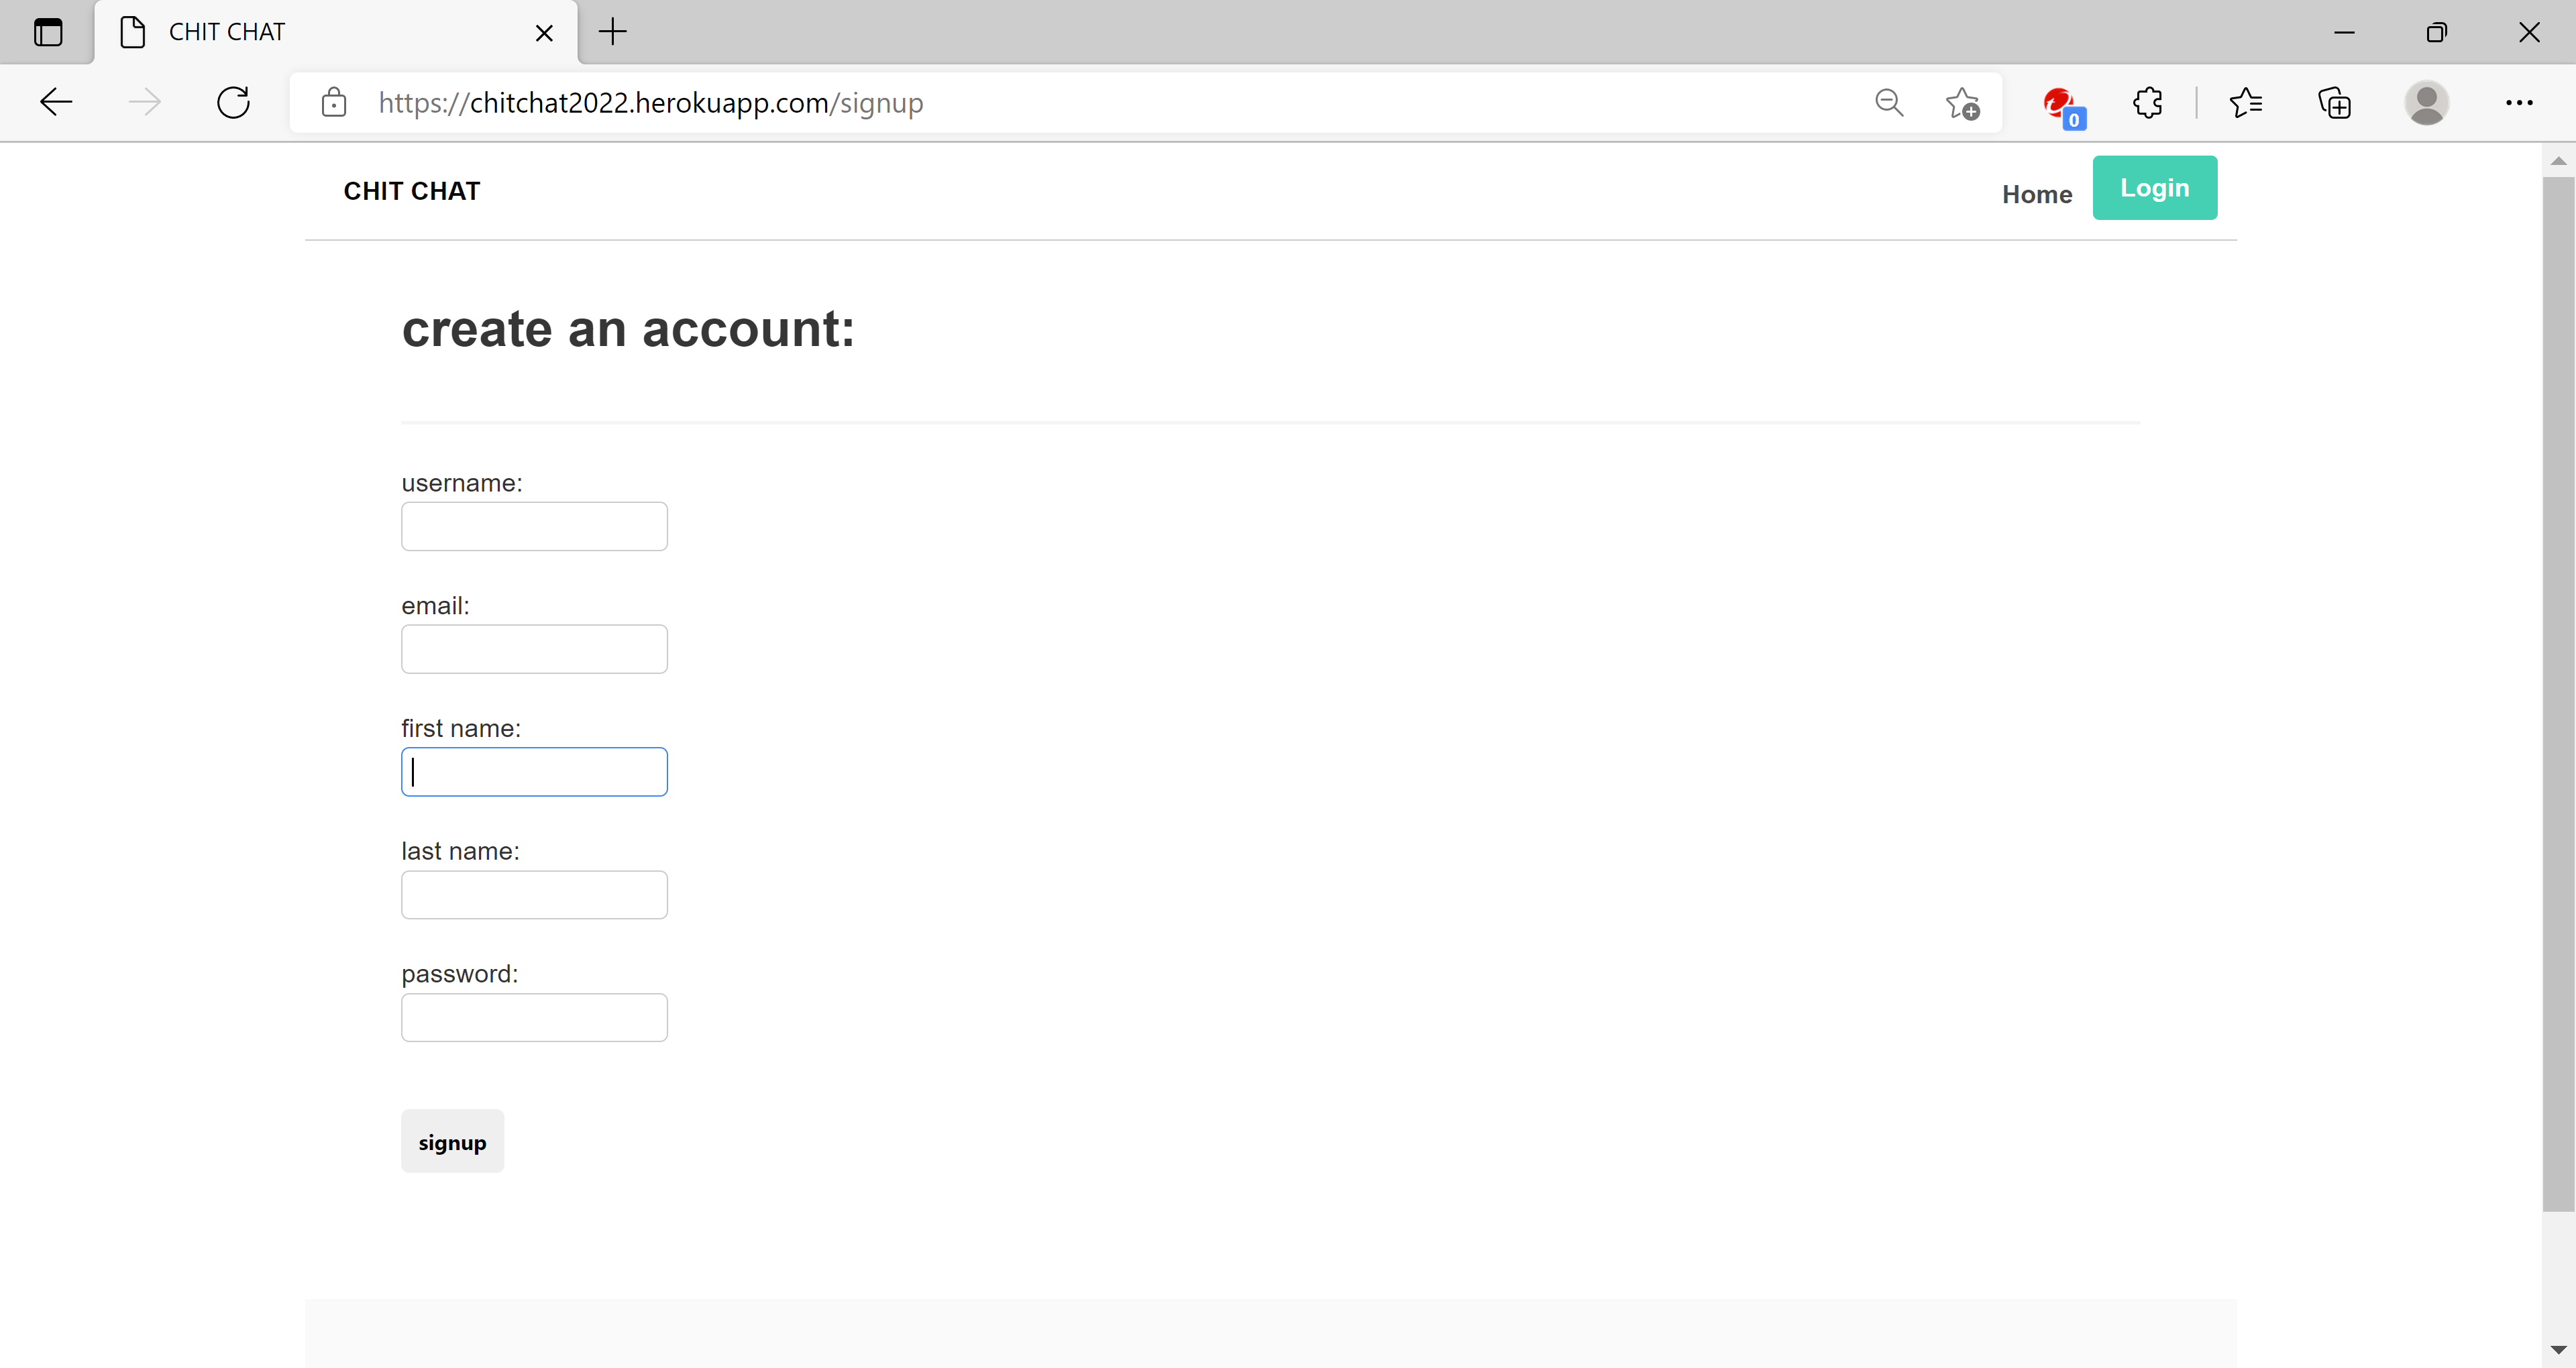 CHIT CHAT
https://chitchat2022.herokuapp.com/signup
0
CHIT CHAT
Home
Login
create an account:
username:
email:
first name:
last name:
password:
signup